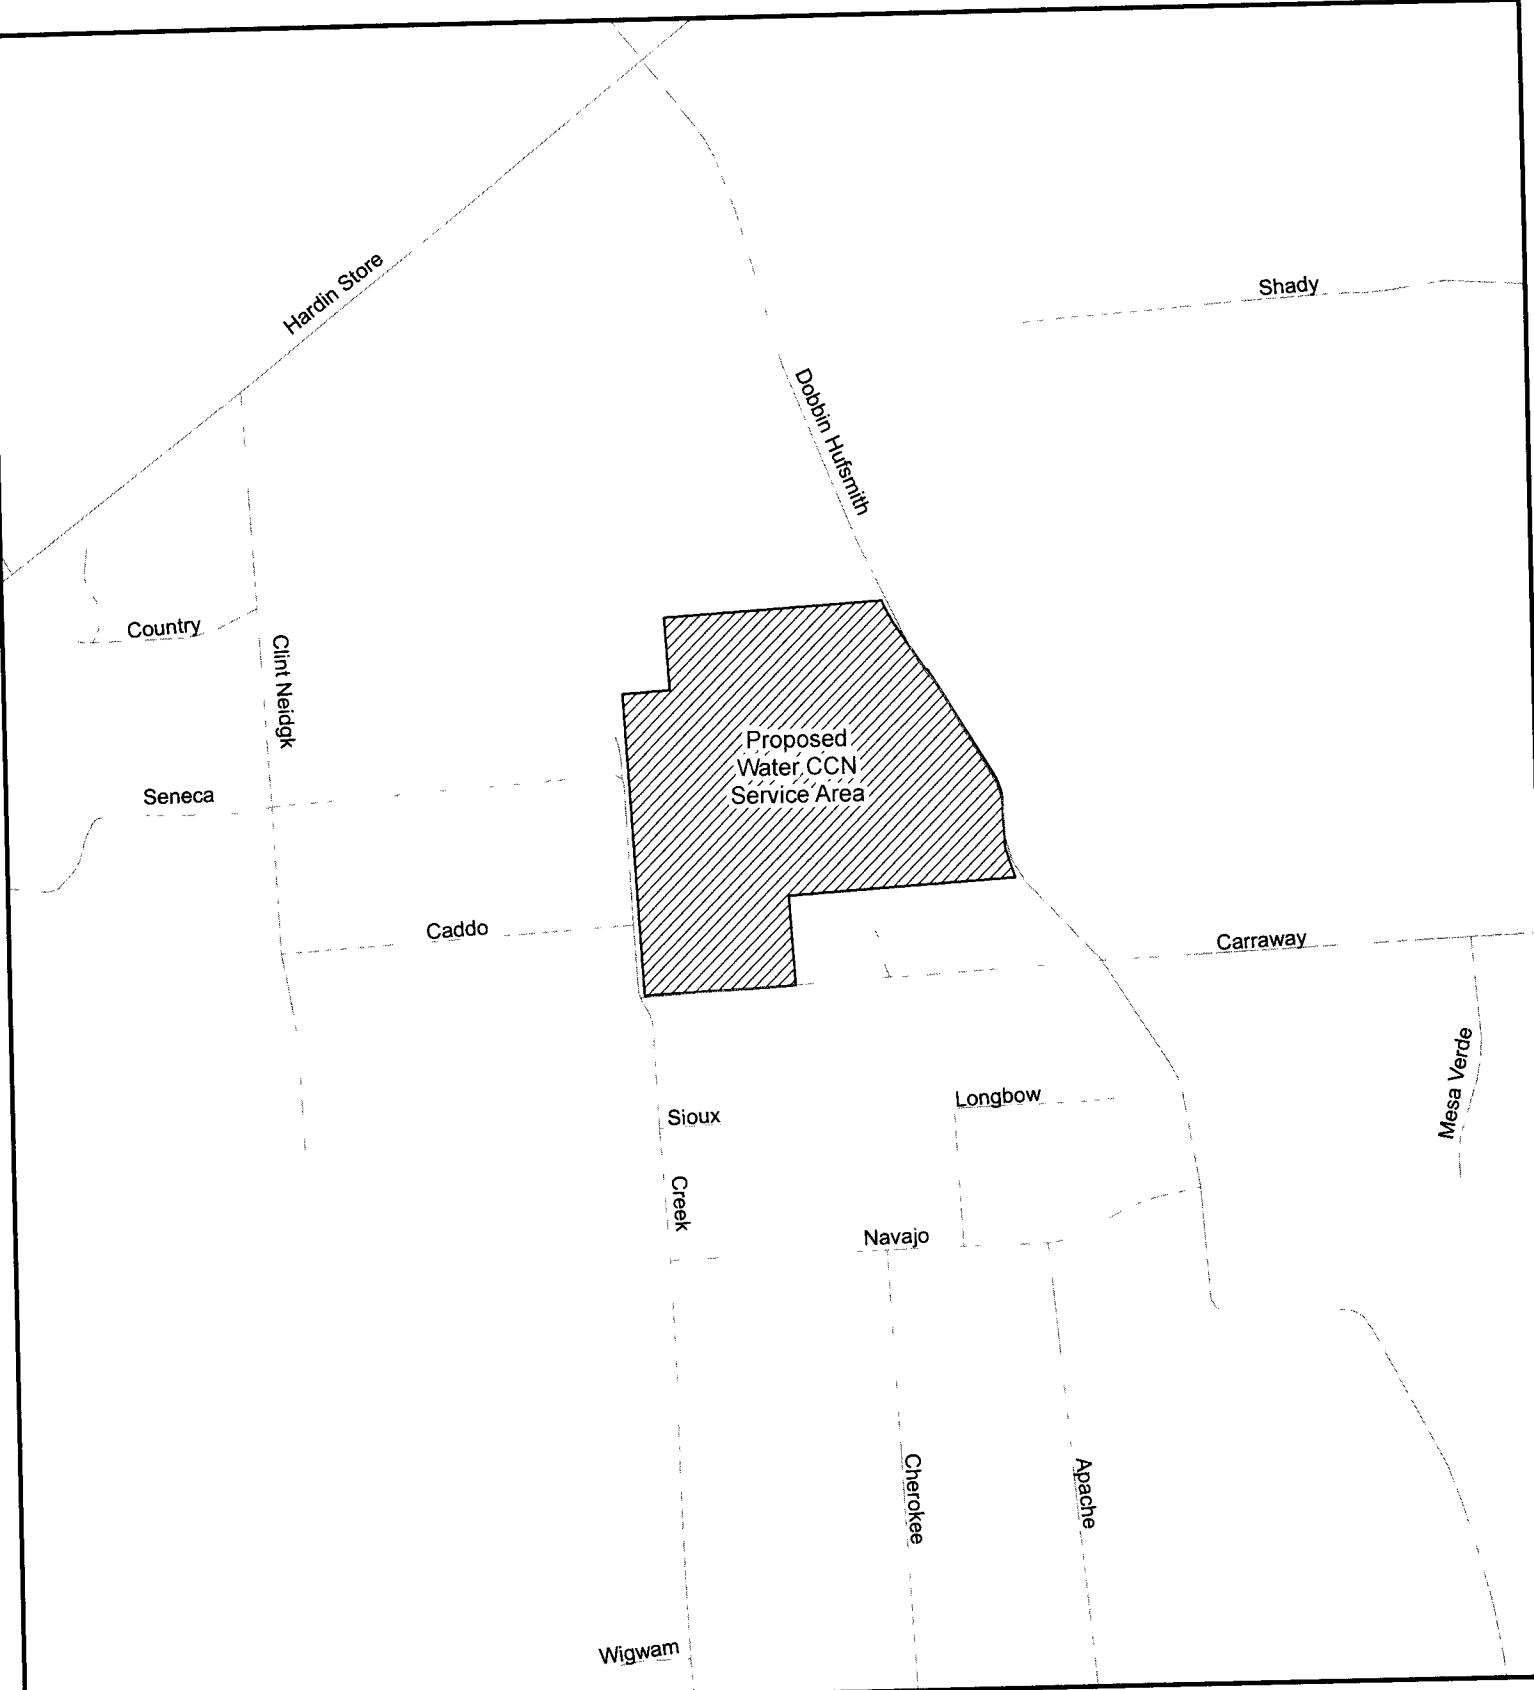 Hardin Store
Shady
Dobbin Hufsmith
Country
Clint Neidgk
Proposed
Water CCN
Service Area
Seneca
Caddo
Carraway
Mesa Verde
Longbow
Sioux
Creek
Navajo
Cherokee
Apache
Wigwam